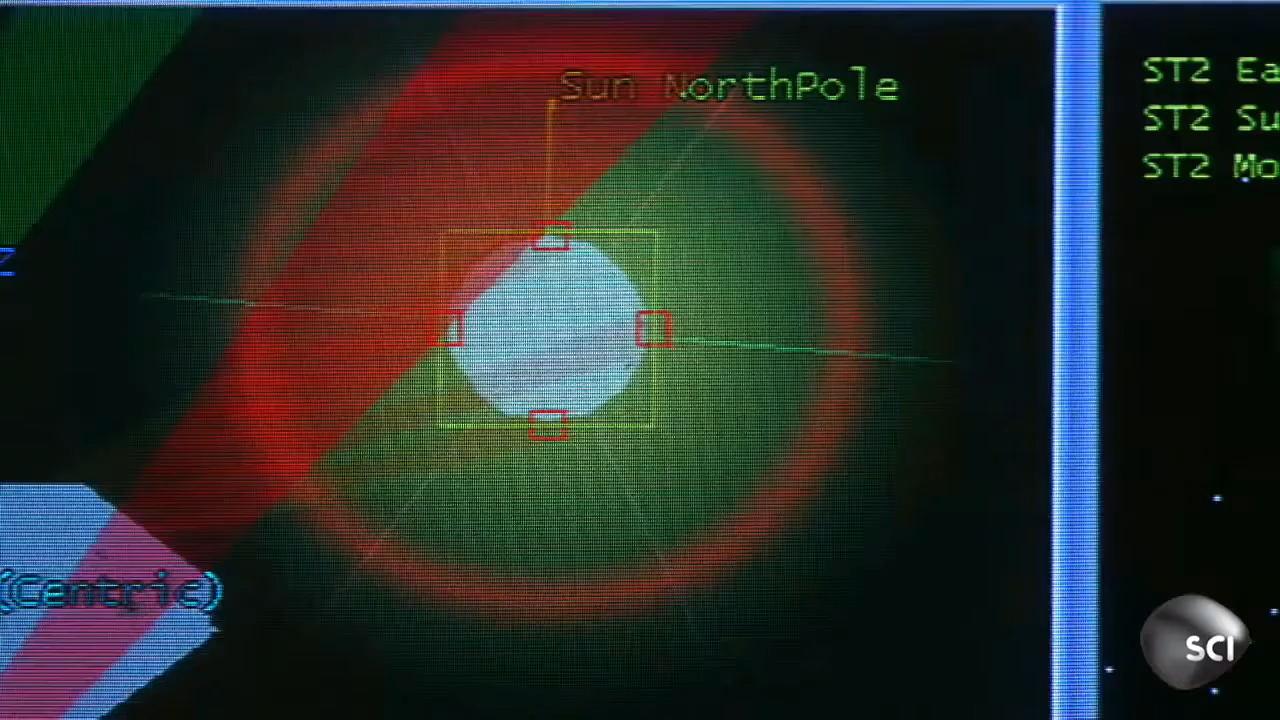 Sun NorthPole
ST2 Ea
ST2 Su
ST2 Mo
Z
(Centric)
SCI